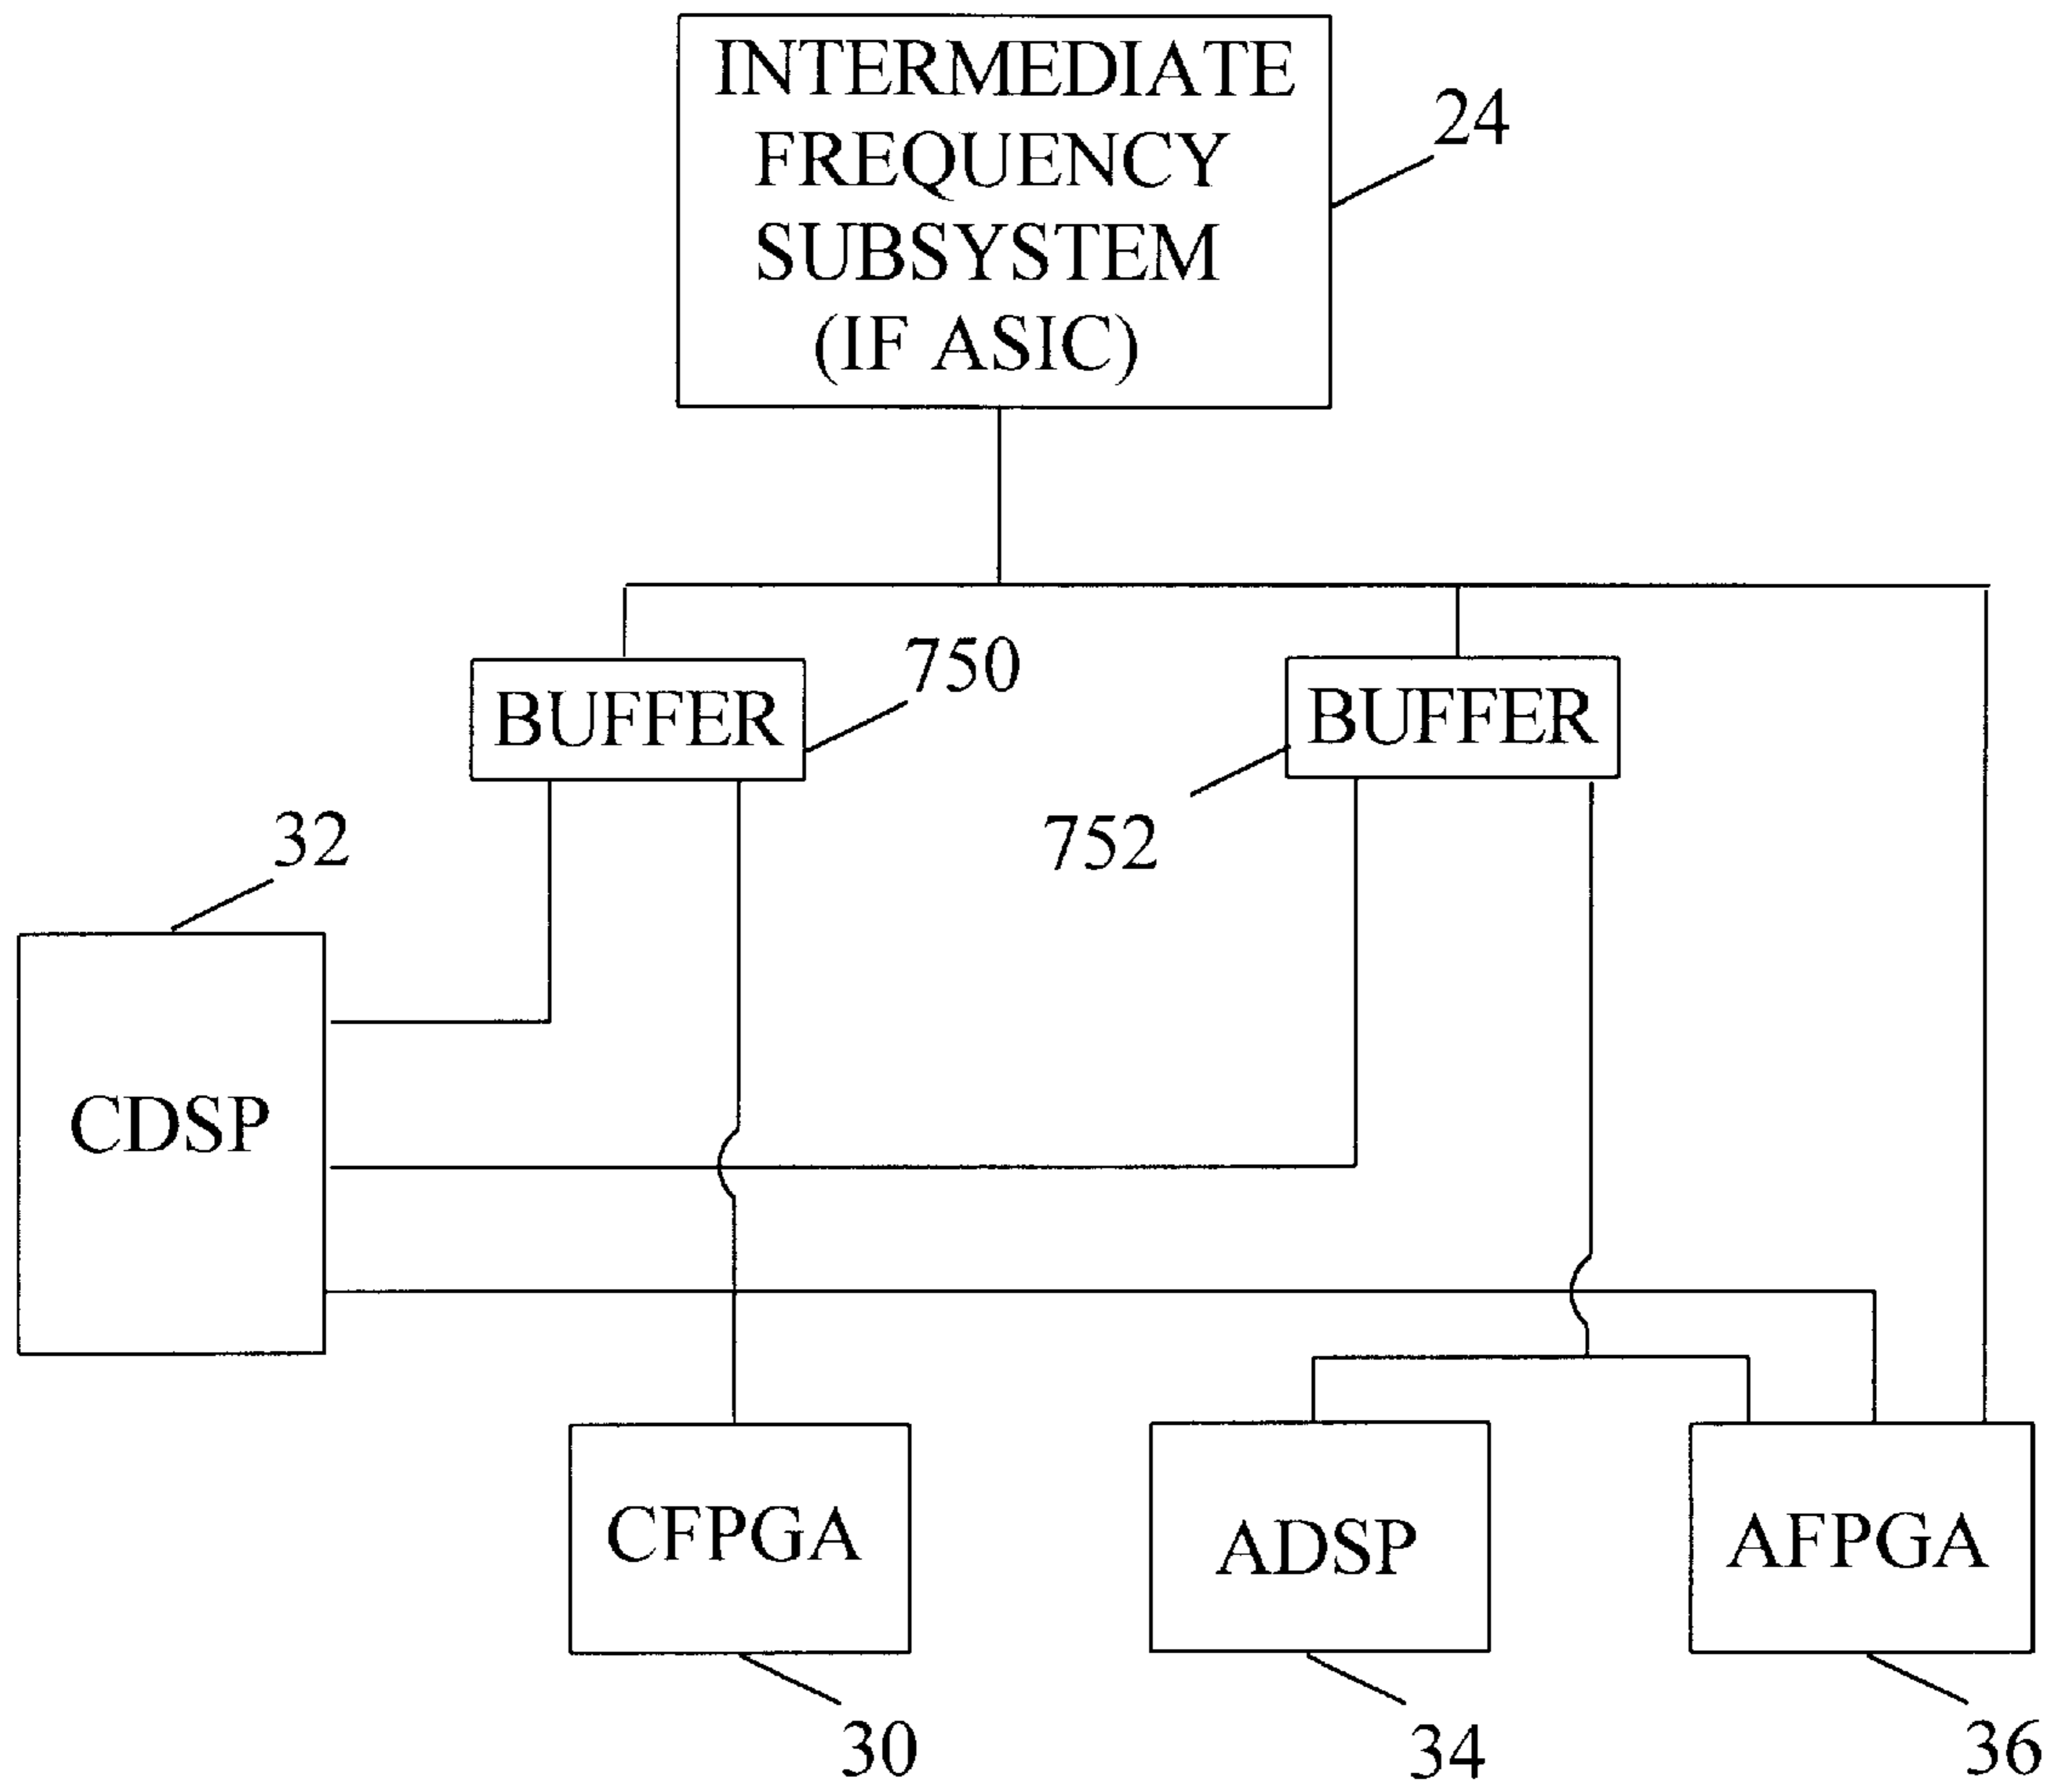 INTERMEDIATE
FREQUENCY
SUBSYSTEM
(IF ASIC)
24
750
BUFFER
BUFFER
752
32
CDSP
CFPGA
ADSP
AFPGA
30
34
36